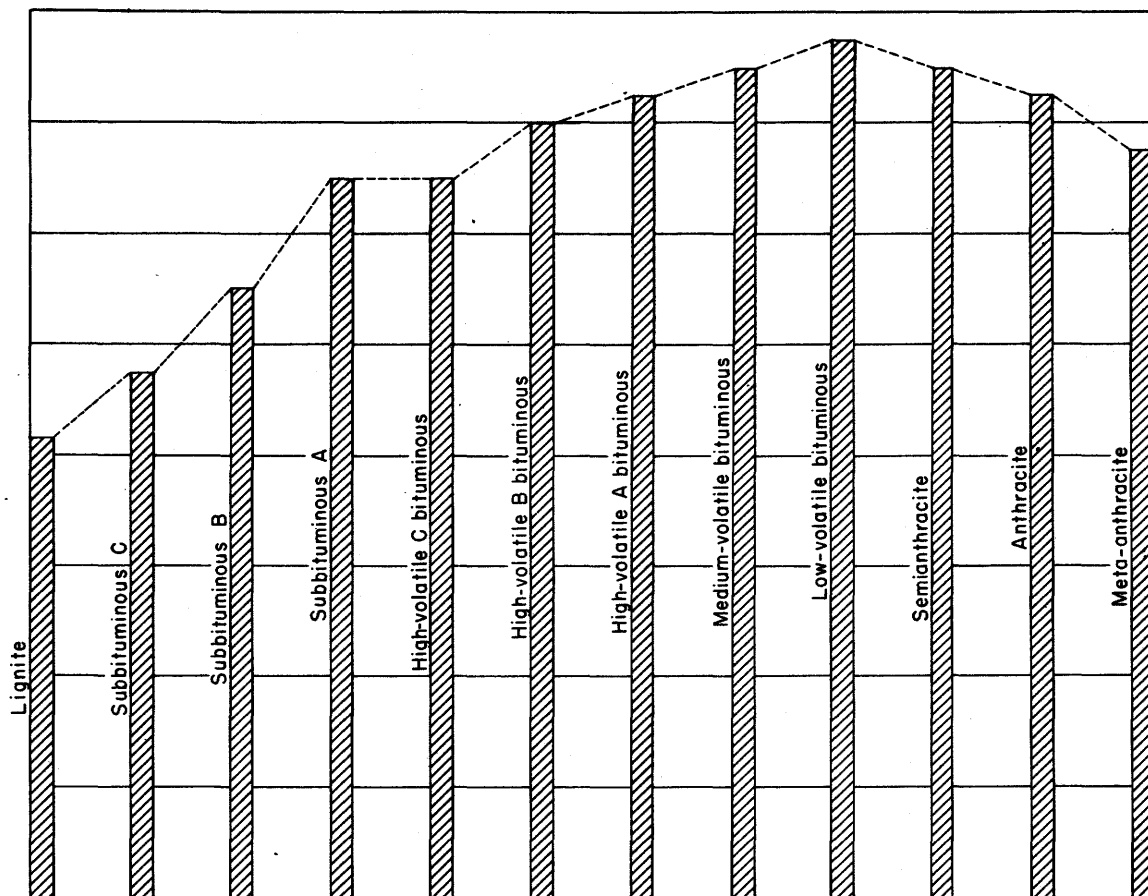 Lignite
Subbituminous C
Subbituminous B
Subbituminous A
High-volatile C bituminous
High-volatile B bituminous
High-volatile A bituminous
Medium-volatile bituminous
Low-volatile bituminous
Semianthracite
Anthracite
Meta-anthracite